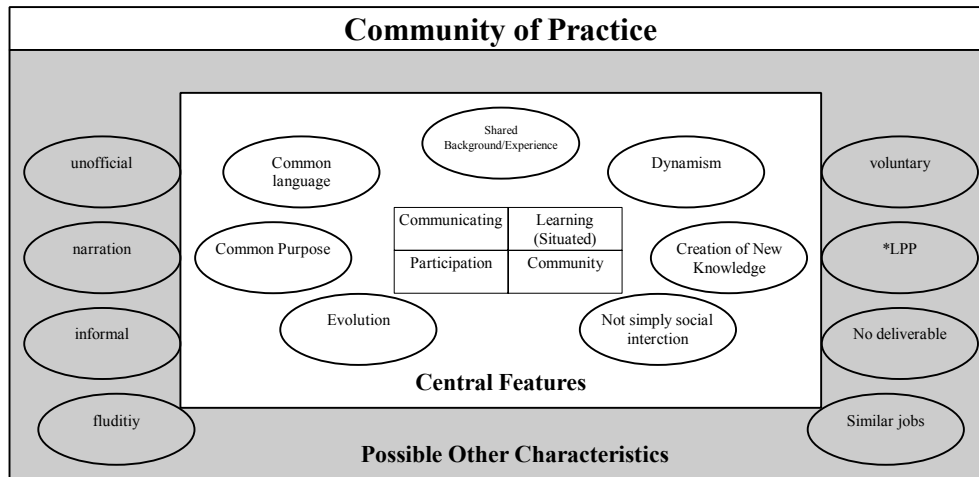 Community of Practice
Shared
Background/Experience
unofficial
Common
language
Dynamism
voluntary
Communicating
Learning
(Situated)
narration
Common Purpose
Creation of New
Knowledge
*LPP
Participation
Community
informal
Evolution
Not simply social
interction
No deliverable
Central Features
fluditiy
Similar jobs
Possible Other Characteristics